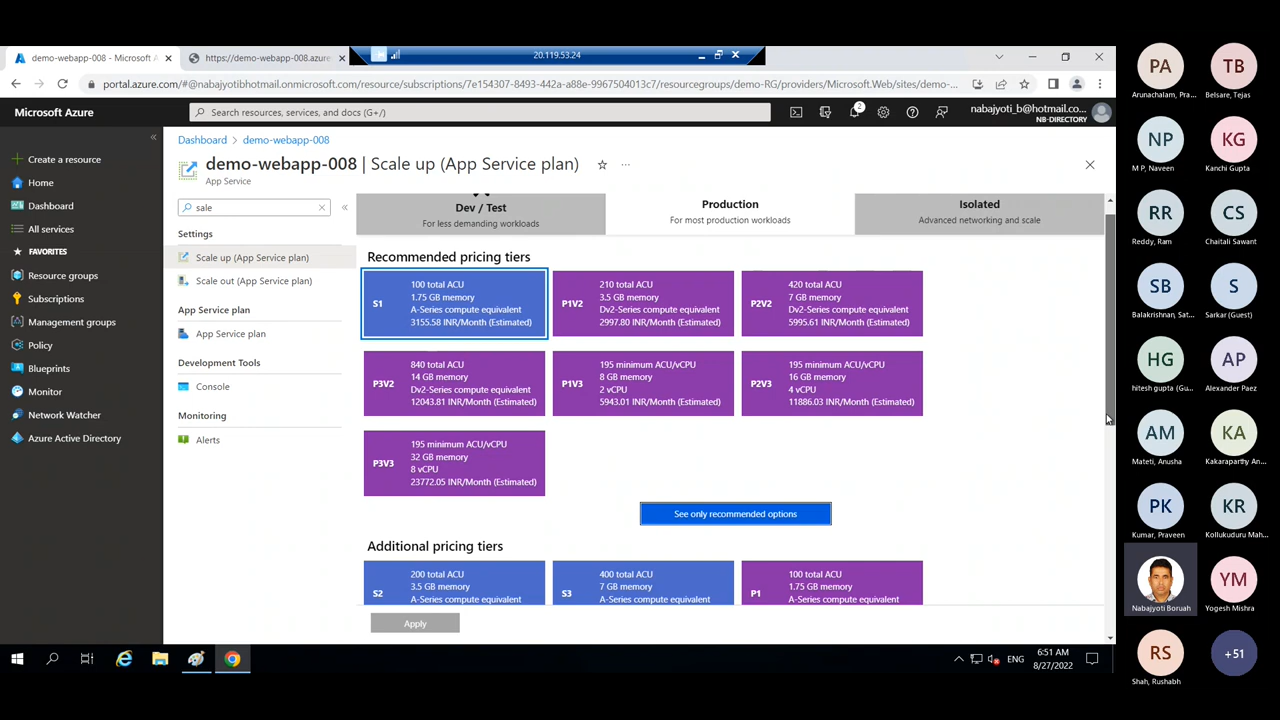 demo-webapp-008 - Microsoft A
https://demo-webapp-008.azure
20.119.53.24
portal.azure.com/#@nabajyotibhotmail.onmicrosoft.com/resource/subscriptions/7e154307-8493-442a-a88e-9967504013c7/resourcegroups/demo-RG/providers/Microsoft.Web/sites/demo-...
Microsoft Azure
Search resources, services, and docs (G+/)
2
nabajyoti_b@hotmail.co...
NB-DIRECTORY
Create a resource
Home
Dashboard
All services
FAVORITES
Resource groups
Subscriptions
Management groups
Policy
Blueprints
Monitor
Network Watcher
Azure Active Directory
Dashboard > demo-webapp-008
demo-webapp-008 | Scale up (App Service plan)
App Service
sale
Settings
Scale up (App Service plan)
Scale out (App Service plan)
App Service plan
App Service plan
Development Tools
Console
Monitoring
Alerts
Dev / Test
For less demanding workloads
Production
For most production workloads
Isolated
Advanced networking and scale
Recommended pricing tiers
S1
100 total ACU
1.75 GB memory
A-Series compute equivalent
3155.58 INR/Month (Estimated)
P1V2
210 total ACU
3.5 GB memory
Dv2-Series compute equivalent
2997.80 INR/Month (Estimated)
P2V2
420 total ACU
7 GB memory
Dv2-Series compute equivalent
5995.61 INR/Month (Estimated)
P3V2
840 total ACU
14 GB memory
Dv2-Series compute equivalent
12043.81 INR/Month (Estimated)
P1V3
195 minimum ACU/vCPU
8 GB memory
2 vCPU
5943.01 INR/Month (Estimated)
P2V3
195 minimum ACU/vCPU
16 GB memory
4 vCPU
11886.03 INR/Month (Estimated)
P3V3
195 minimum ACU/vCPU
32 GB memory
8 vCPU
23772.05 INR/Month (Estimated)
See only recommended options
Additional pricing tiers
S2
200 total ACU
3.5 GB memory
A-Series compute equivalent
S3
400 total ACU
7 GB memory
A-Series compute equivalent
P1
100 total ACU
1.75 GB memory
A-Series compute equivalent
Apply
ENG
6:51 AM
8/27/2022
PA
Arunachalam, Pra...
TB
Belsare, Tejas
NP
M P, Naveen
KG
Kanchi Gupta
RR
Reddy, Ram
CS
Chaitali Sawant
SB
Balakrishnan, Sat...
S
Sarkar (Guest)
HG
hitesh gupta (Gu...
AP
Alexander Paez
AM
Mateti, Anusha
KA
Kakaraparthy An...
PK
Kumar, Praveen
KR
Kollukuduru Mah...
Nabajyoti Boruah
YM
Yogesh Mishra
RS
Shah, Rushabh
+51